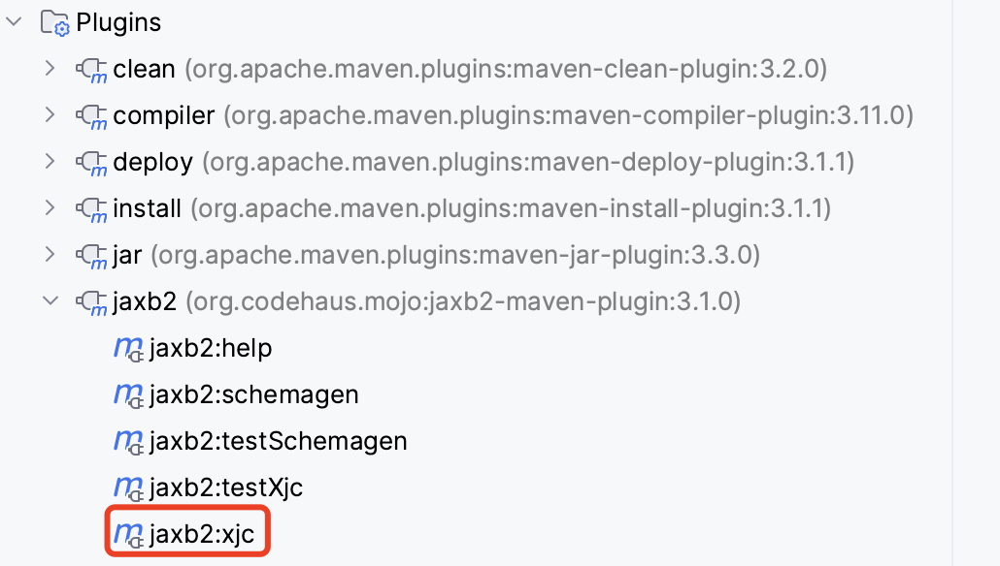 Plugins
clean (org.apache.maven.plugins:maven-clean-plugin:3.2.0)
compiler (org.apache.maven.plugins:maven-compiler-plugin:3.11.0)
deploy (org.apache.maven.plugins:maven-deploy-plugin:3.1.1)
install (org.apache.maven.plugins:maven-install-plugin:3.1.1)
jar (org.apache.maven.plugins:maven-jar-plugin:3.3.0)
jaxb2 (org.codehaus.mojo:jaxb2-maven-plugin:3.1.0)
jaxb2:help
jaxb2:schemagen
jaxb2:testSchemagen
jaxb2:testXjc
jaxb2:xjc